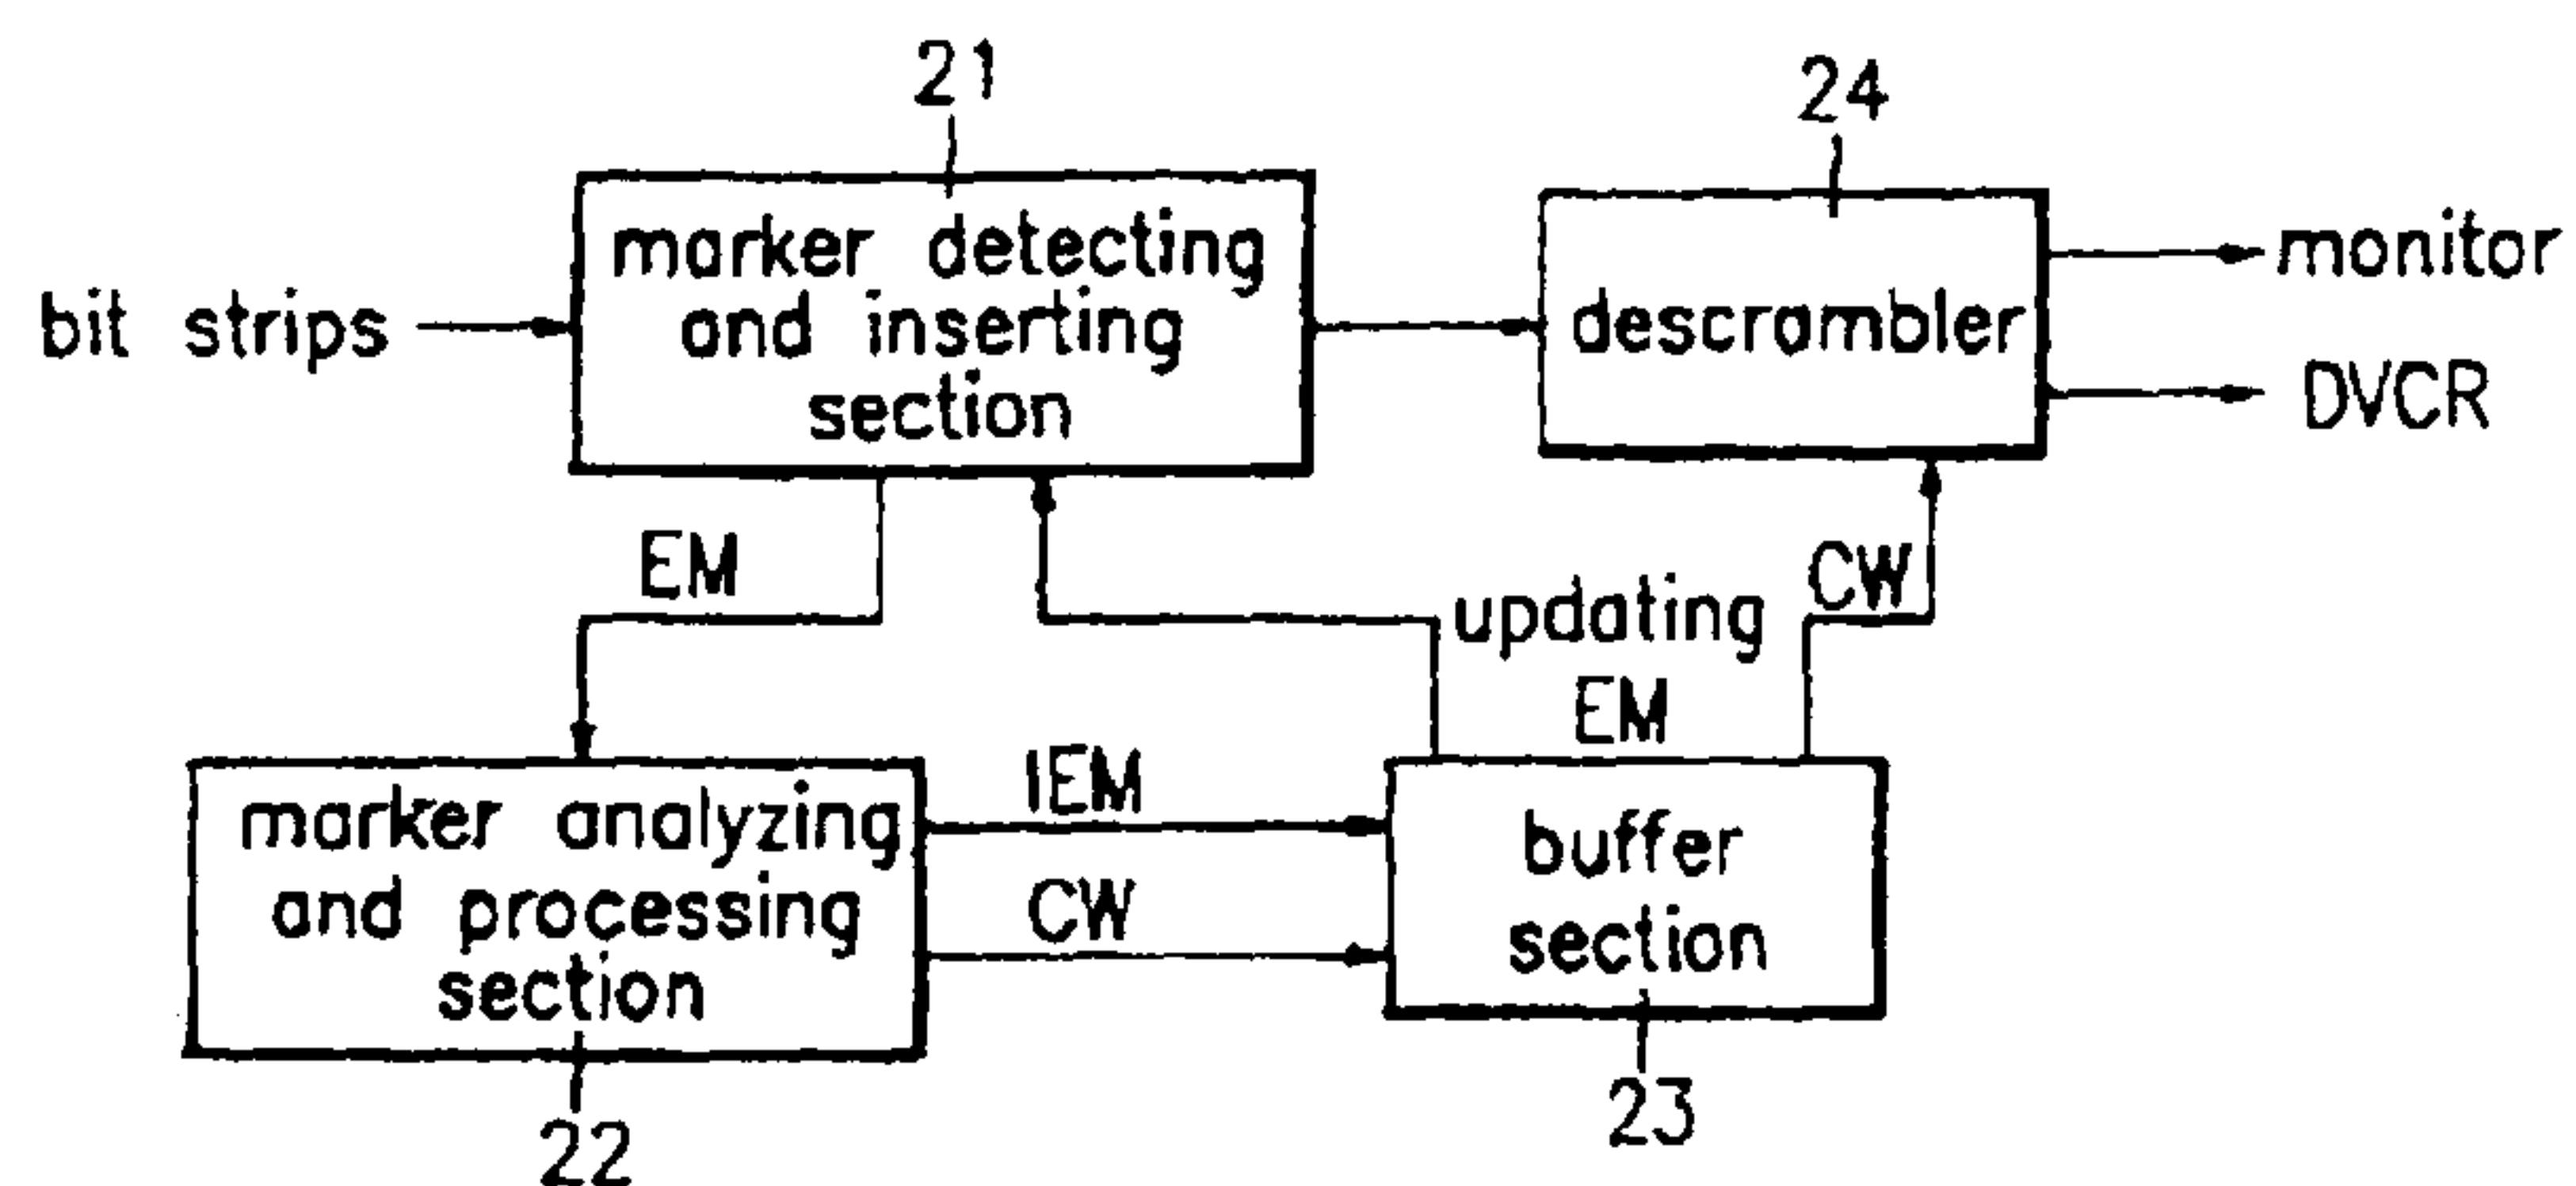 21
24
bit strips
marker detecting
and inserting
section
descrambler
monitor
DVCR
EM
updating
EM
CW
marker analyzing
and processing
section
IEM
CW
buffer
section
22
23